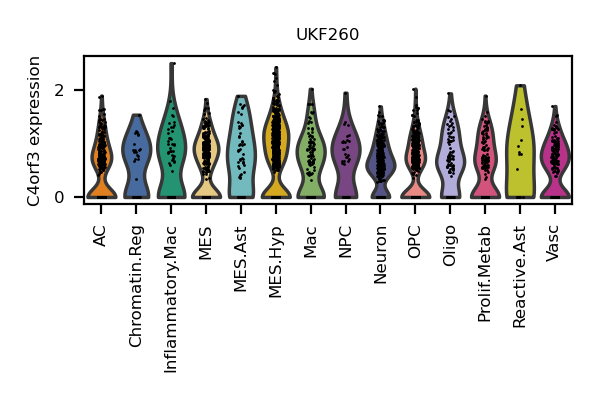 UKF260
C4orf3 expression
2
0
AC
Chromatin.Reg
Inflammatory.Mac
MES
MES.Ast
MES.Hyp
Mac
NPC
Neuron
OPC
Oligo
Prolif.Metab
Reactive.Ast
Vasc